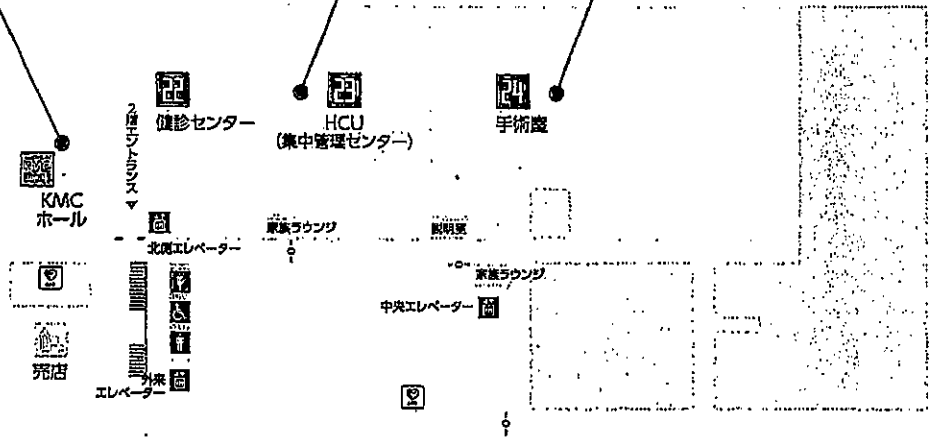 22
健診センター
23
HCU
(集中管理センター)
24
手術室
2階エントランス
KMC
ホール
北側エレベーター
家族ラウンジ
説明室
家族ラウンジ
中央エレベーター
売店
外来
エレベーター